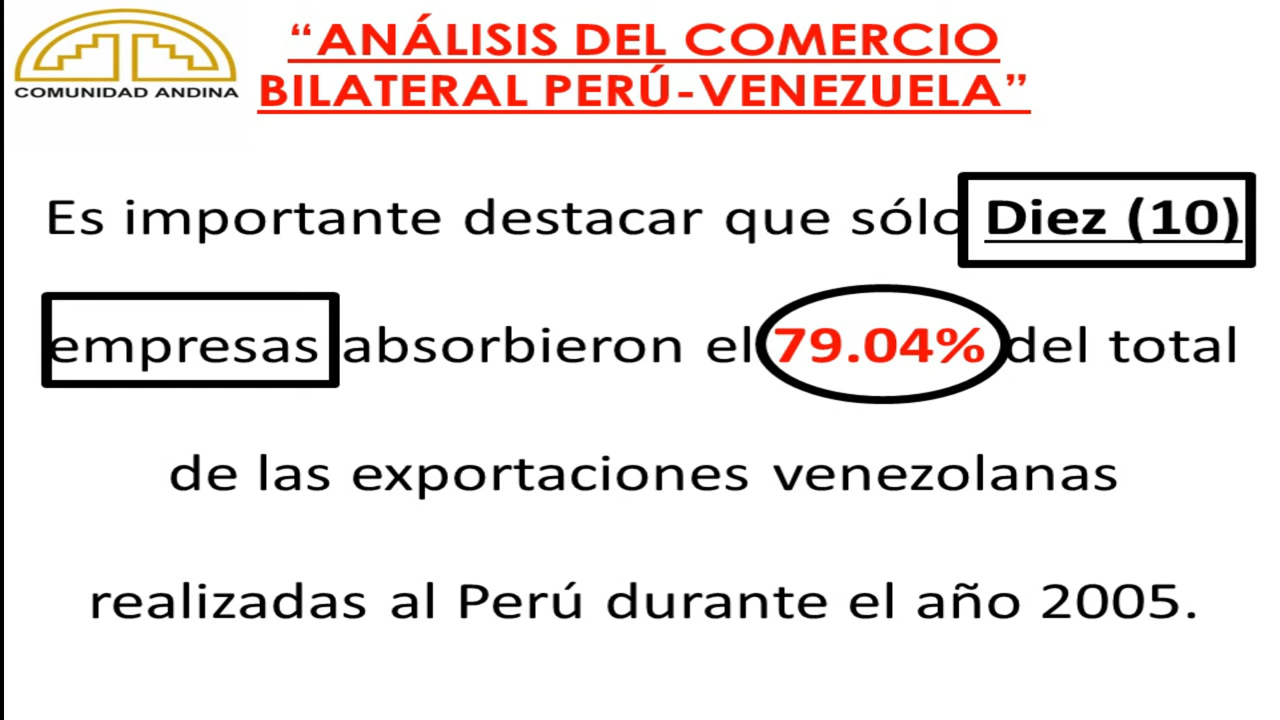 COMUNIDAD ANDINA
“ANÁLISIS DEL COMERCIO
BILATERAL PERÚ-VENEZUELA”
Es importante destacar que sólo Diez (10)
empresas absorbieron el 79.04% del total
de las exportaciones venezolanas
realizadas al Perú durante el año 2005.